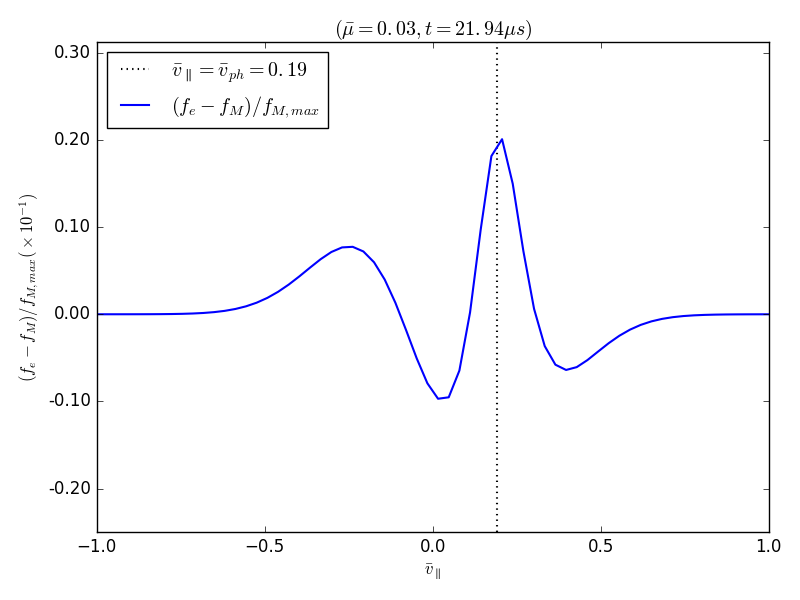 (μ̄ = 0.03, t = 21.94μs)
v̄∥ = v̄ph = 0.19
(fe − fM)/fM,max
0.30
0.20
0.10
0.00
-0.10
-0.20
(fe − fM)/fM,max(×10⁻¹)
−1.0 −0.5 0.0 0.5 1.0
v̄∥